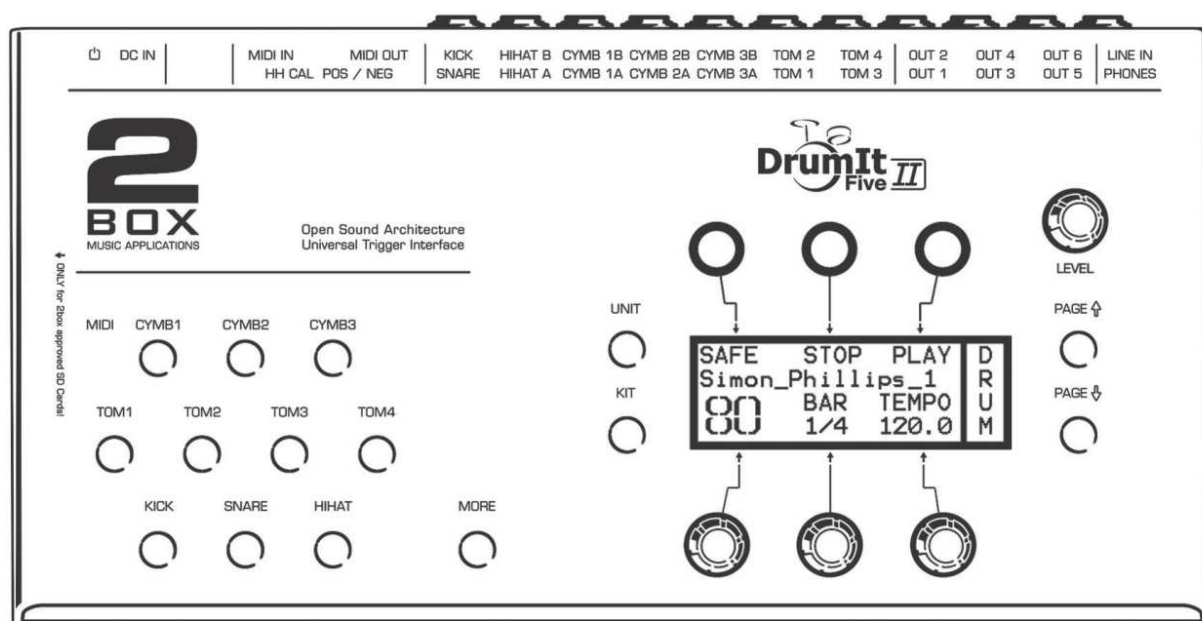 DC IN MIDI IN MIDI OUT KICK HIHAT B CYMB 1B CYMB 2B CYMB 3B TOM 2 TOM 4 OUT 2 OUT 4 OUT 6 LINE IN
HH CAL POS / NEG SNARE HIHAT A CYMB 1A CYMB 2A CYMB 3A TOM 1 TOM 3 OUT 1 OUT 3 OUT 5 PHONES
2
BOX
MUSIC APPLICATIONS
Open Sound Architecture
Universal Trigger Interface
DrumIt
Five II
LEVEL
ONLY for 2box approved SD Cards!
MIDI CYMB1 CYMB2 CYMB3
TOM1 TOM2 TOM3 TOM4
KICK SNARE HIHAT MORE
UNIT
KIT
SAFE STOP PLAY
Simon_Phillips_1
80 BAR TEMPO
1/4 120.0
DRUM
PAGE
PAGE